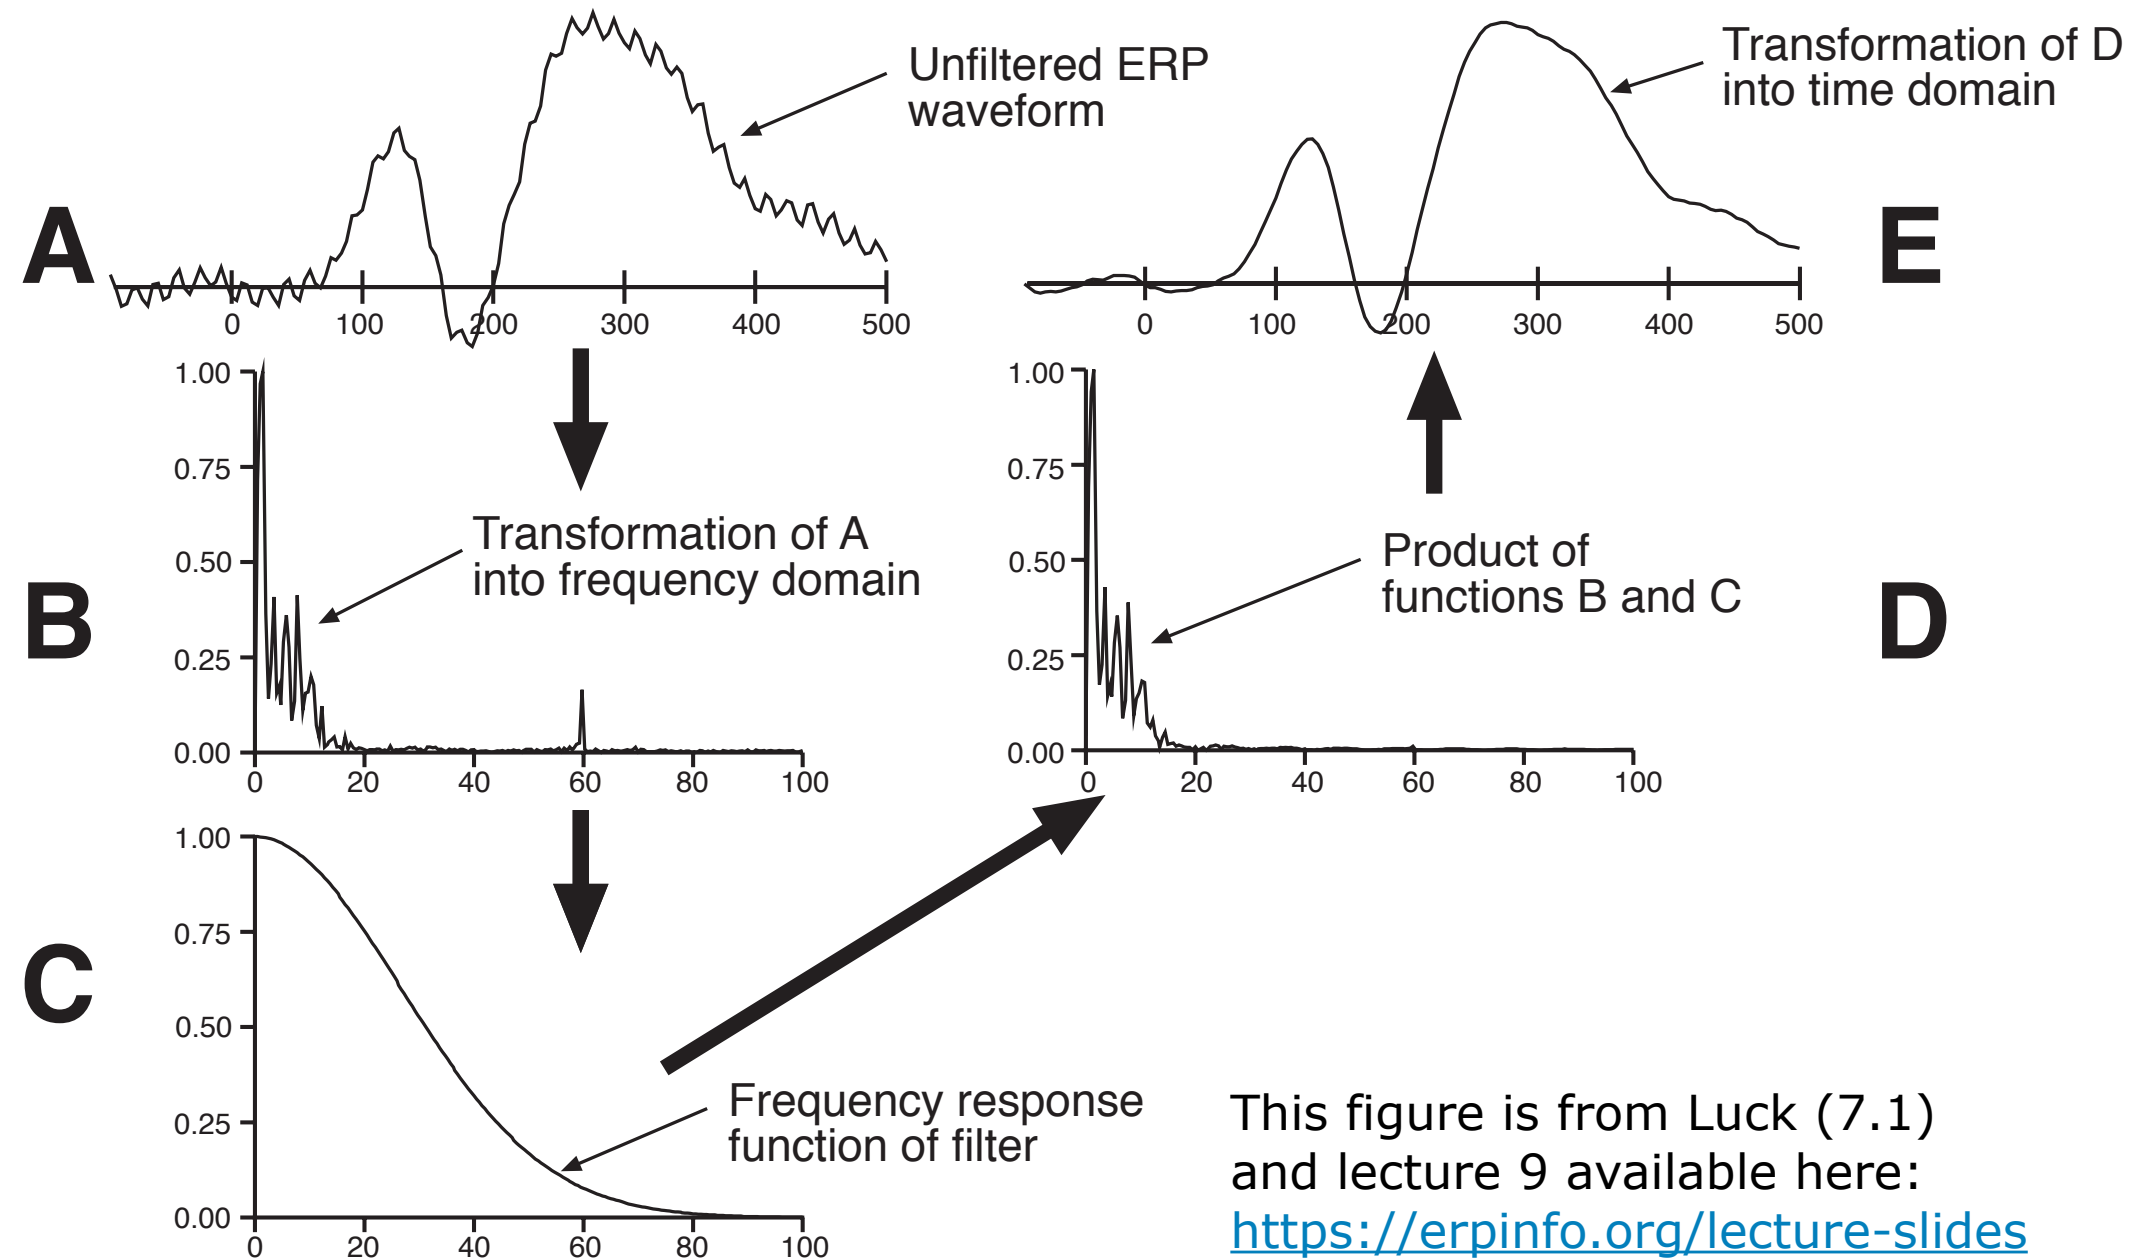 Unfiltered ERP
waveform
A
0 100 200 300 400 500
Transformation of D
into time domain
E
0 100 200 300 400 500
B
1.00
0.75
0.50
0.25
0.00
0 20 40 60 80 100
Transformation of A
into frequency domain
D
1.00
0.75
0.50
0.25
0.00
0 20 40 60 80 100
Product of
functions B and C
C
1.00
0.75
0.50
0.25
0.00
0 20 40 60 80 100
Frequency response
function of filter
This figure is from Luck (7.1)
and lecture 9 available here:
https://erpinfo.org/lecture-slides